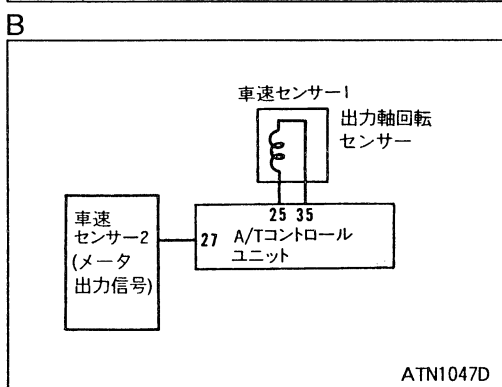 B
車速センサー1
出力軸回転
センサー
25 35
車速
センサー2
(メータ
出力信号)
27
A/Tコントロール
ユニット
ATN1047D